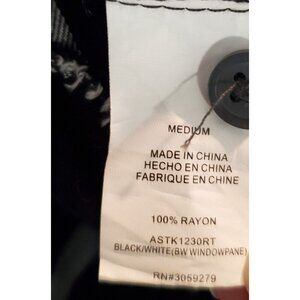 MEDIUM
MADE IN CHINA
HECHO EN CHINA
FABRIQUE EN CHINE
100% RAYON
ASTK1230RT
BLACK/WHITE(BW WINDOWPANE)
RN#3059279